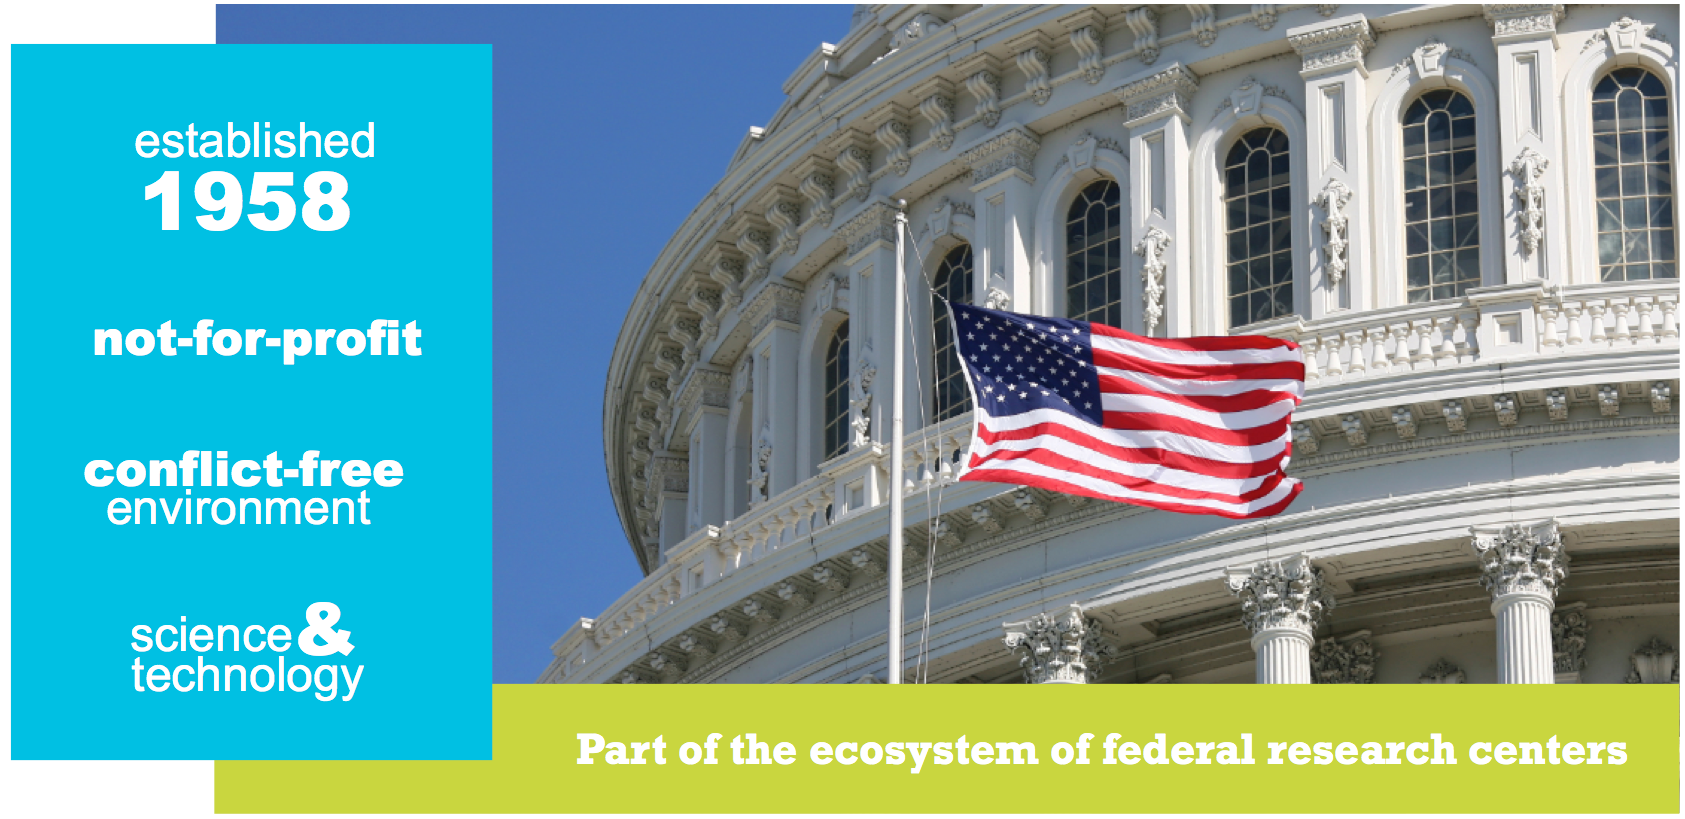 established
1958
not-for-profit
conflict-free
environment
science &
technology
Part of the ecosystem of federal research centers